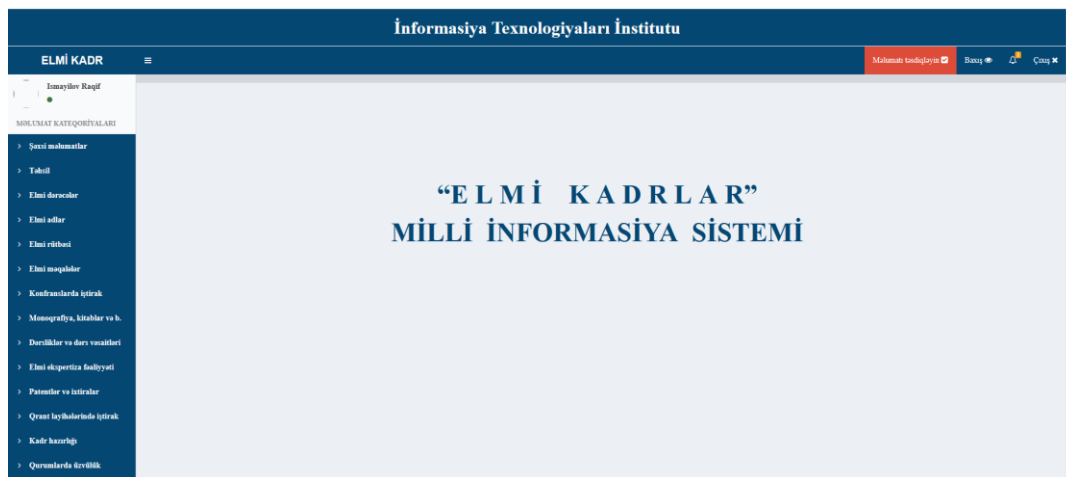 İnformasiya Texnologiyaları İnstitutu
ELMİ KADR
Məlumatı təsdiqləyin
Baxış
Çıxış
Ismayilov Raqif
MƏLUMAT KATEQORİYALARI
Şəxsi məlumatlar
Təhsil
Elmi dərəcələr
Elmi adlar
Elmi rütbəsi
Elmi məqalələr
Konfranslarda iştirak
Monoqrafiya, kitablar və b.
Dərsliklər və dərs vəsaitləri
Elmi ekspertiza fəaliyyəti
Patentlər və ixtiralar
Qrant layihələrində iştirak
Kadr hazırlığı
Qurumlarda üzvülük
“ELMİ KADRLAR”
MİLLİ İNFORMASİYA SİSTEMİ